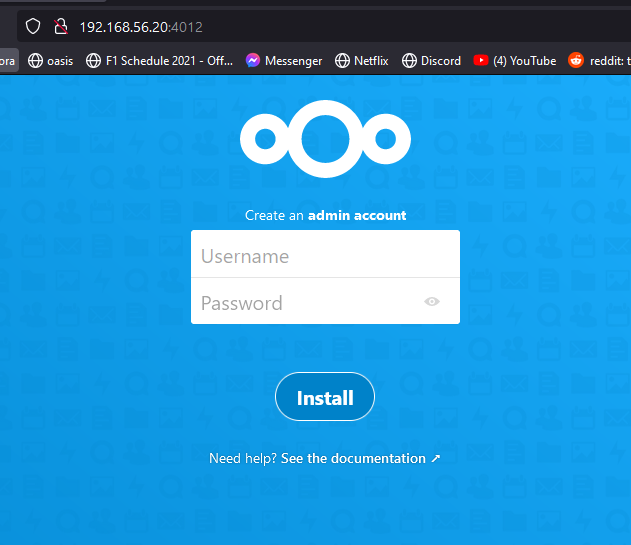 192.168.56.20:4012
ora oasis F1 Schedule 2021 - Off... Messenger Netflix Discord (4) YouTube reddit: t
Create an admin account
Username
Password
Install
Need help? See the documentation ↗